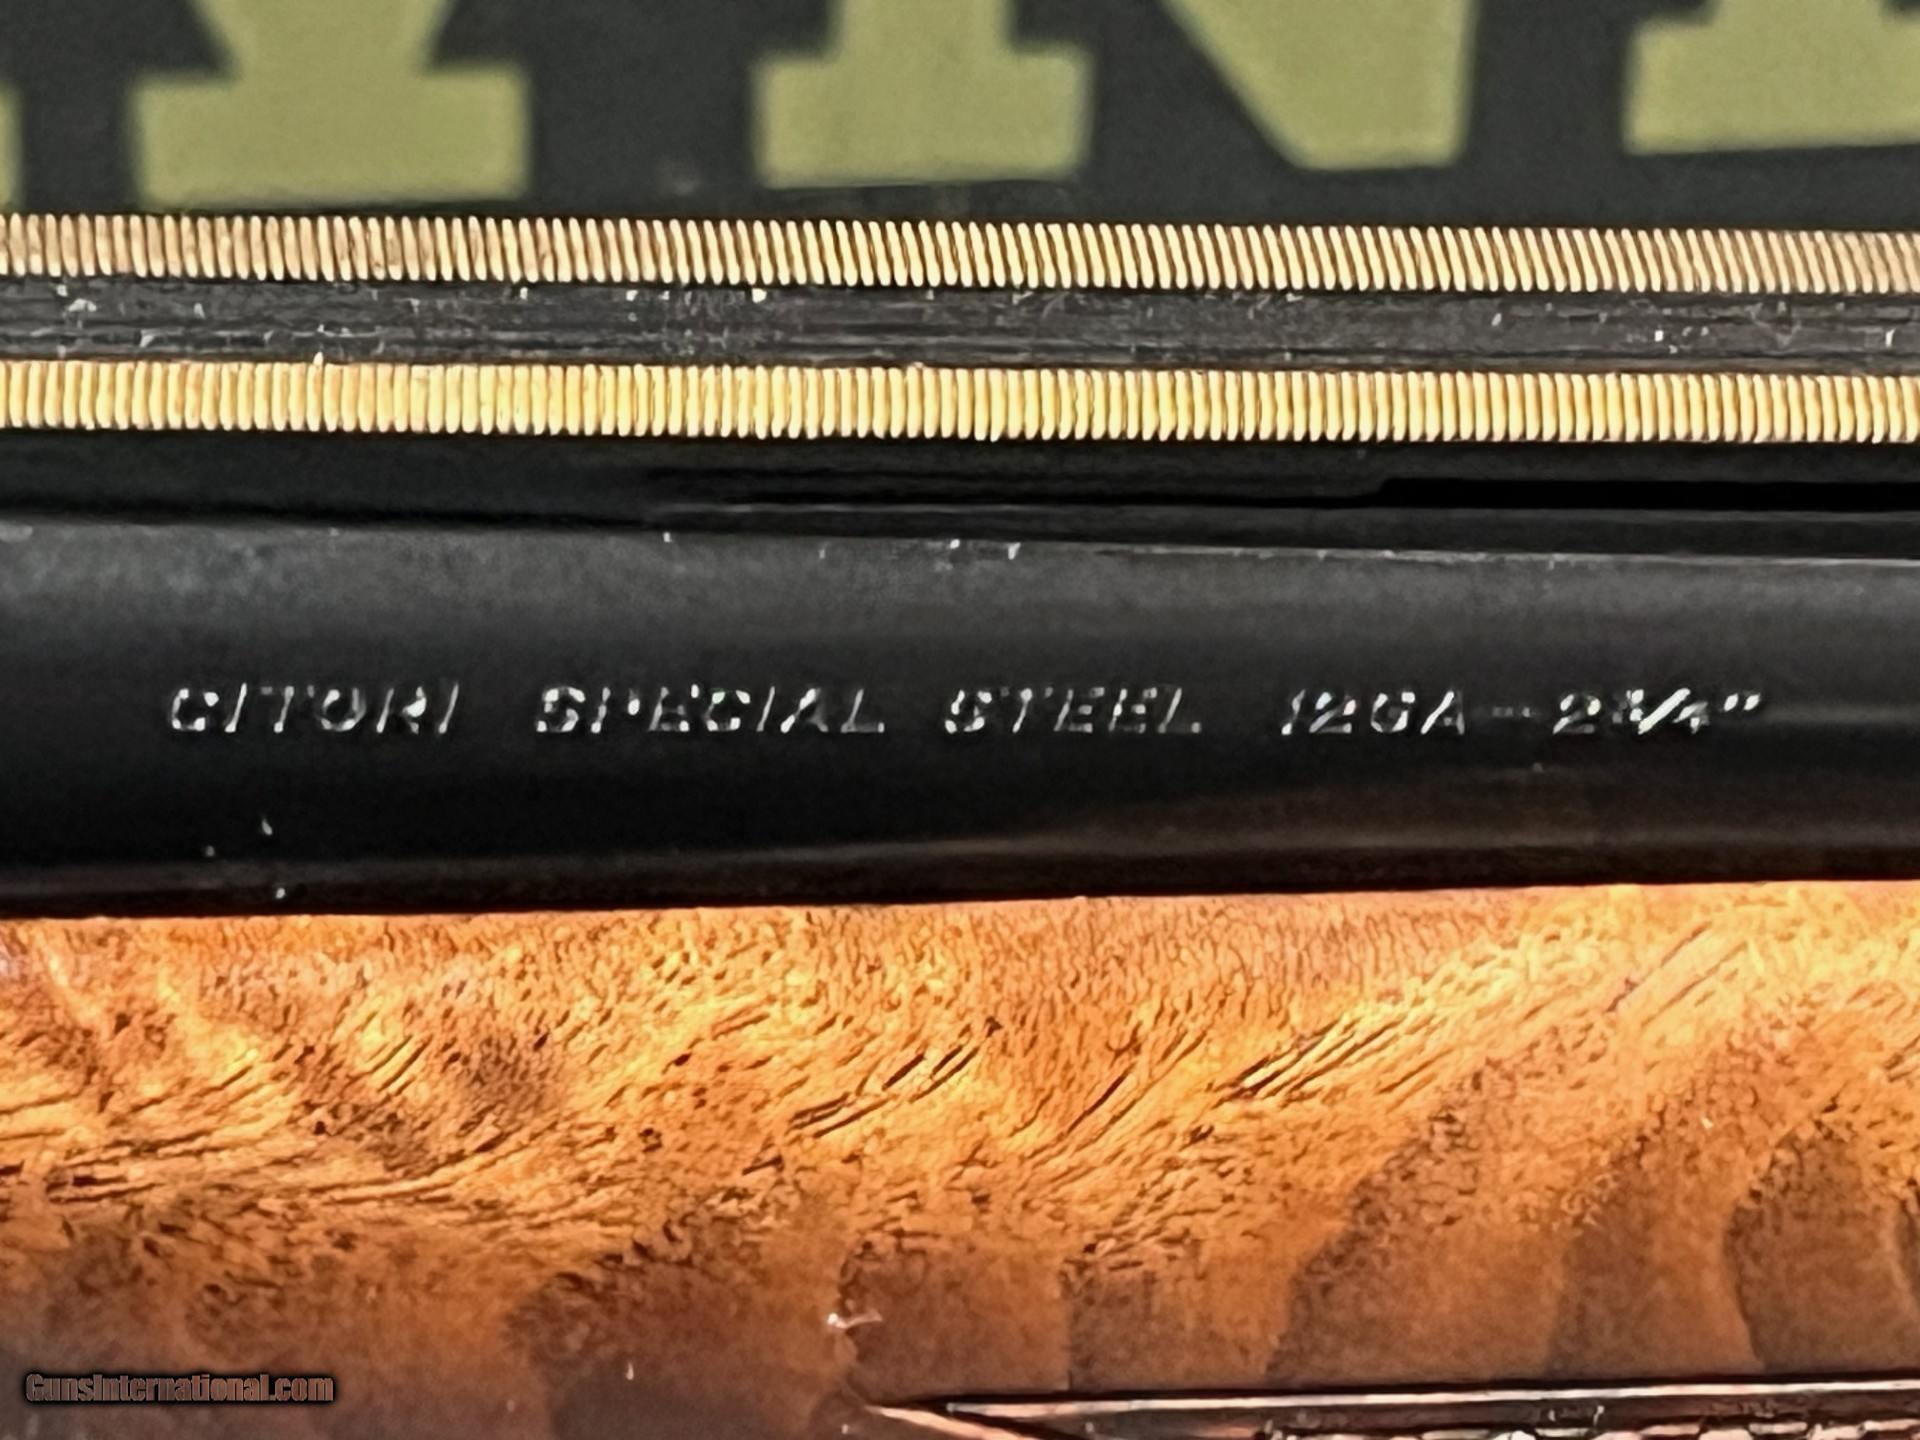 CITORI SPECIAL STEEL 12GA-2¾"
GunsInternational.com